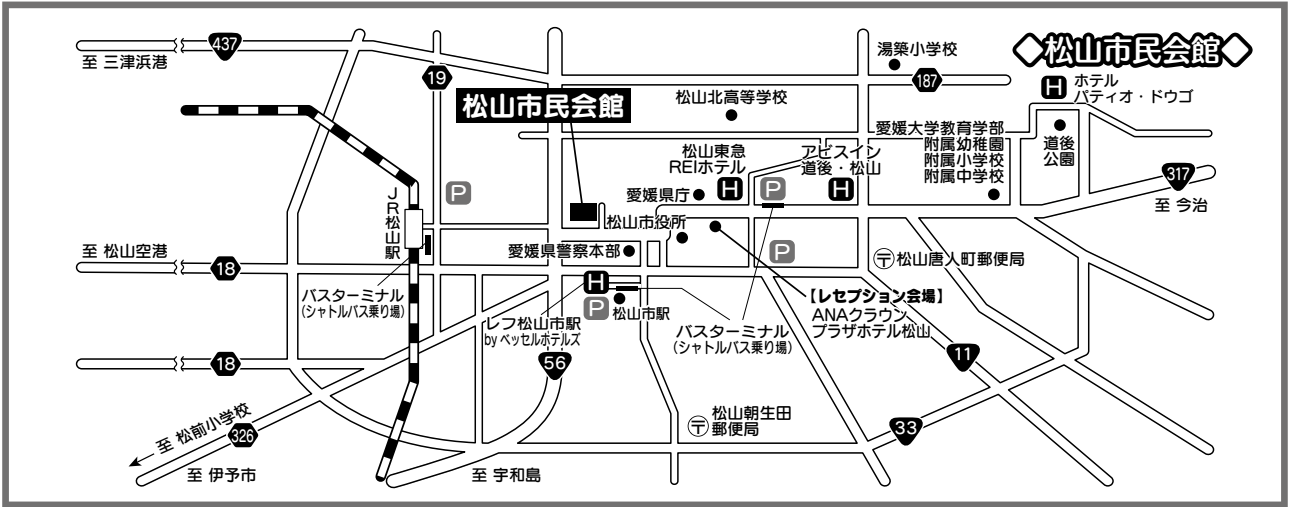 ◇松山市民会館◇
437
至 三津浜港
19
湯築小学校
187
H
ホテル
パティオ・ドウゴ
松山市民会館
松山北高等学校
愛媛大学教育学部
附属幼稚園
附属小学校
附属中学校
道後
公園
松山東急
REIホテル
H
アビスイン
道後・松山
H
P
317
至 今治
JR松山駅
P
愛媛県庁
松山市役所
愛媛県警察本部
P
〒松山唐人町郵便局
至 松山空港
18
バスターミナル
(シャトルバス乗り場)
H
P
松山市駅
レフ松山市駅
by ベッセルホテルズ
バスターミナル
(シャトルバス乗り場)
【レセプション会場】
ANAクラウン
プラザホテル松山
18
56
11
至 松前小学校
326
至 伊予市
至 宇和島
〒松山朝生田
郵便局
33